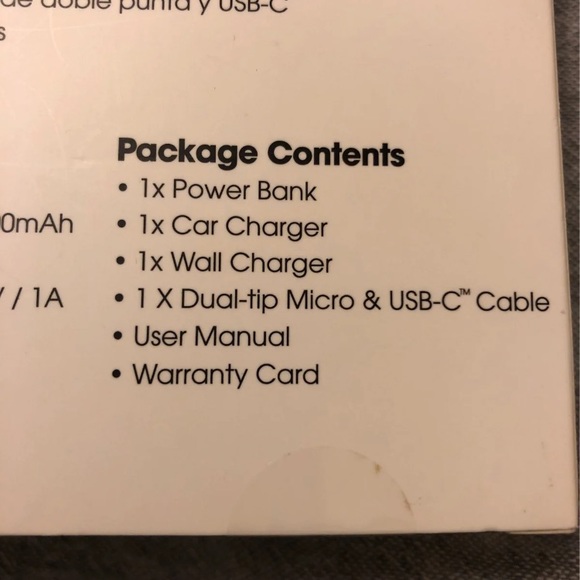 de doble punta y USB-C
s
Package Contents
• 1x Power Bank
• 1x Car Charger
• 1x Wall Charger
• 1 X Dual-tip Micro & USB-C™ Cable
• User Manual
• Warranty Card
0mAh
/ 1A